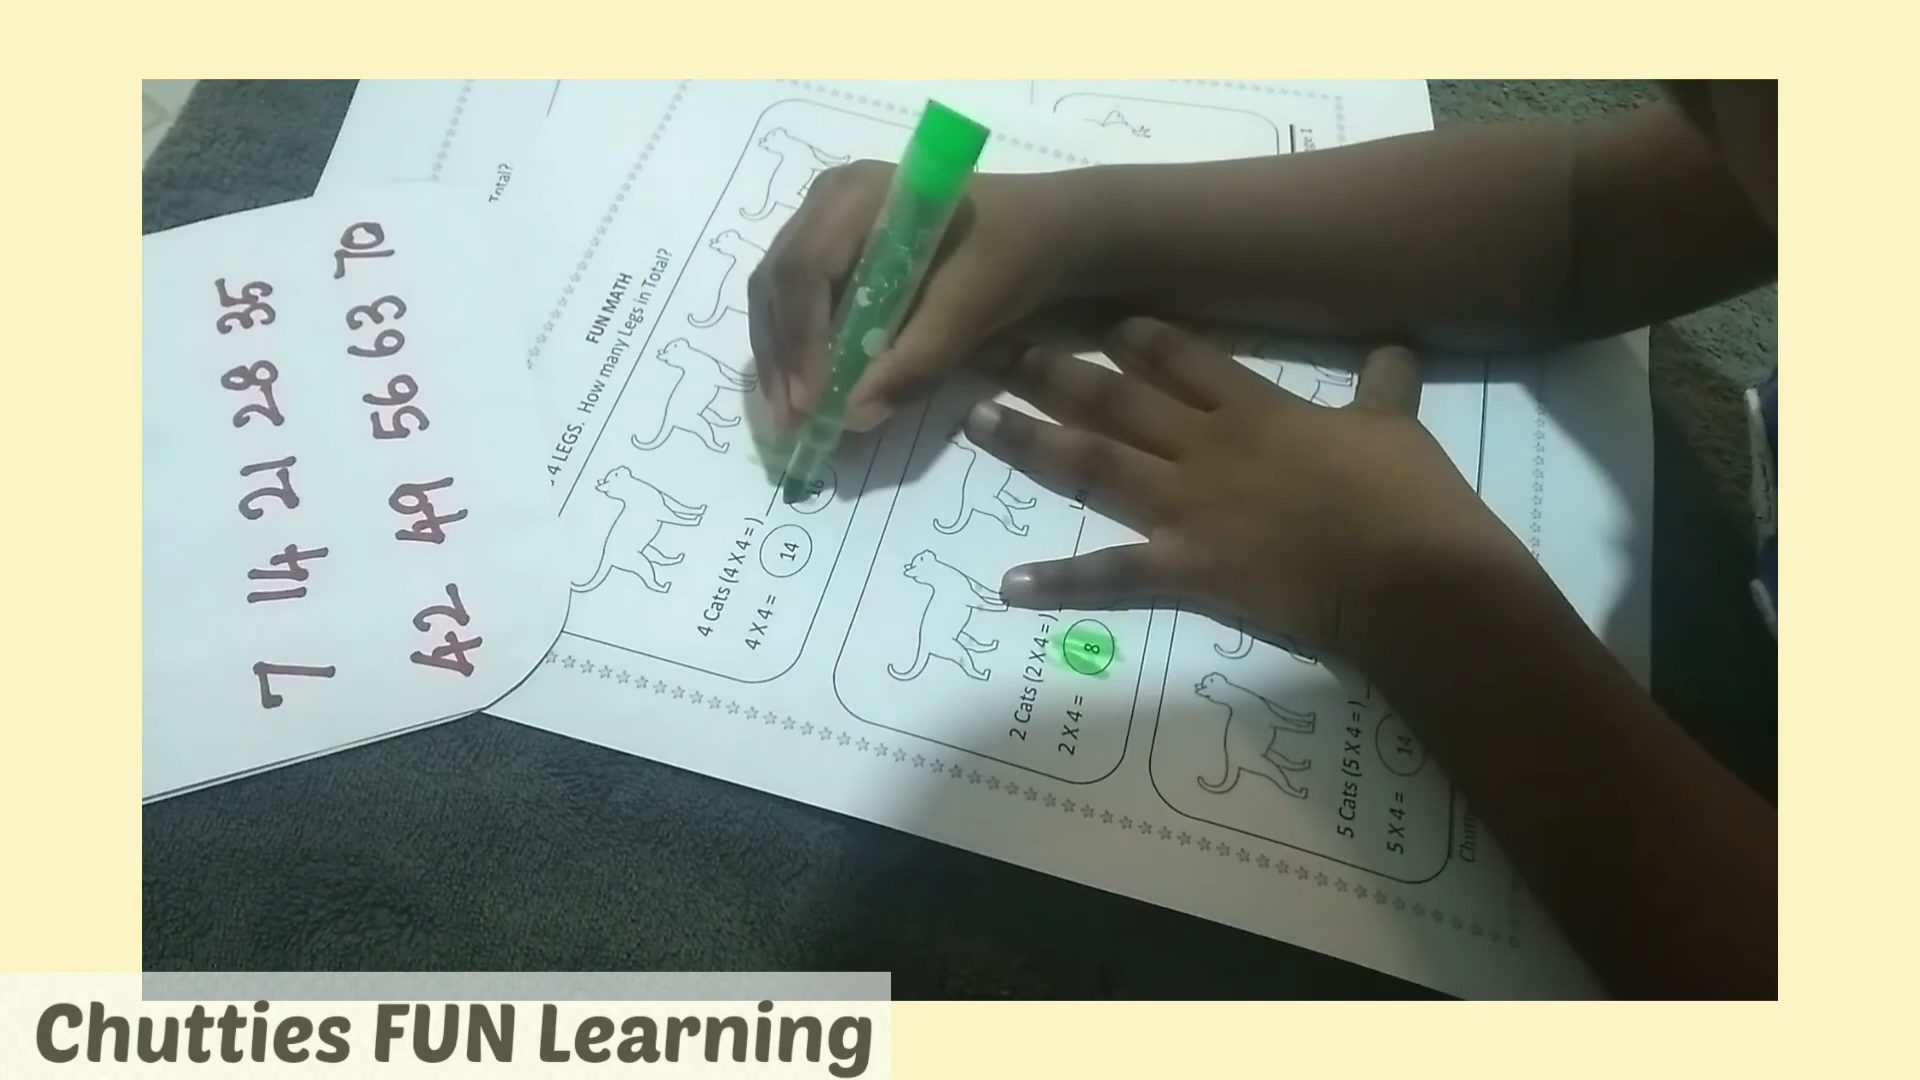 7 14 21 28 35
42 49 56 63 70
Total?
FUN MATH
4 LEGS. How many Legs in Total?
4 Cats (4 X 4 = )
4 X 4 = 14 16
2 Cats (2 X 4 = )
2 X 4 = 8
5 Cats (5 X 4 = )
5 X 4 = 14
Chutties FUN Learning